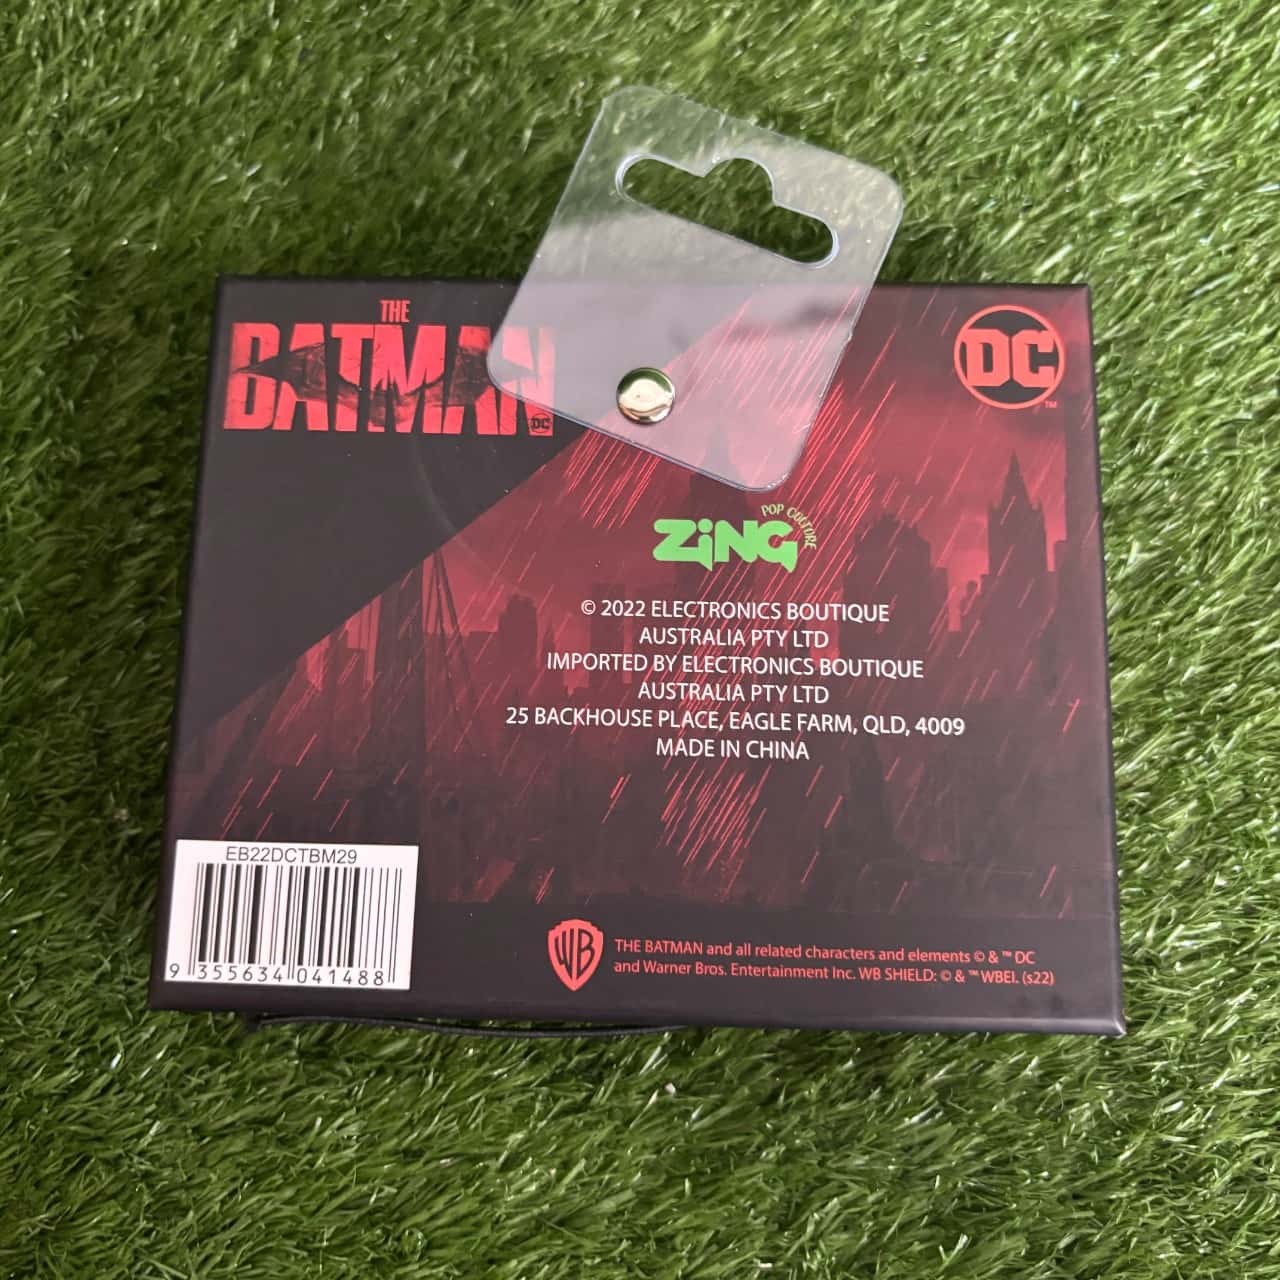 THE
BATMAN
DC
DC
™
POP CULTURE
ZiNG
© 2022 ELECTRONICS BOUTIQUE
AUSTRALIA PTY LTD
IMPORTED BY ELECTRONICS BOUTIQUE
AUSTRALIA PTY LTD
25 BACKHOUSE PLACE, EAGLE FARM, QLD, 4009
MADE IN CHINA
EB22DCTBM29
9 355634 041488
WB
THE BATMAN and all related characters and elements © & ™ DC
and Warner Bros. Entertainment Inc. WB SHIELD: © & ™ WBEI. (s22)